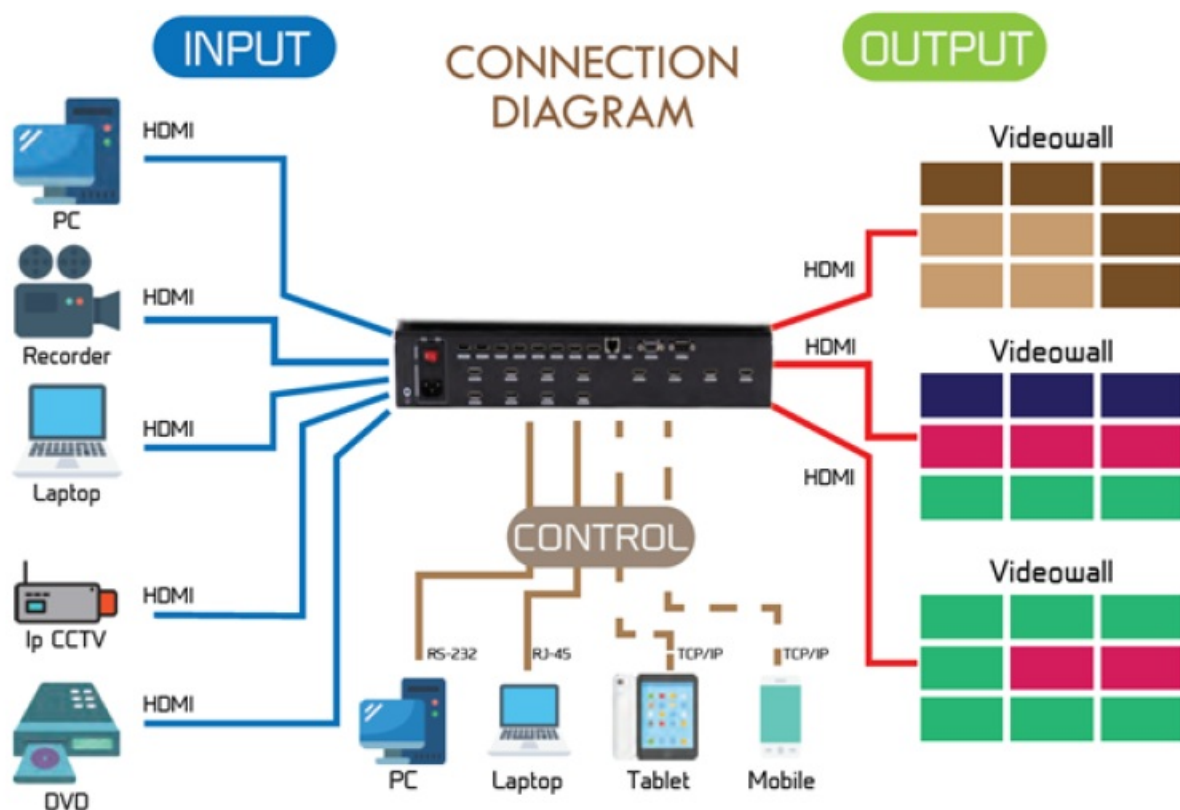 INPUT
CONNECTION
DIAGRAM
OUTPUT
HDMI
PC
HDMI
Recorder
HDMI
Laptop
HDMI
Ip CCTV
HDMI
DVD
HDMI
HDMI
HDMI
Videowall
Videowall
Videowall
CONTROL
RS-232
RJ-45
TCP/IP
TCP/IP
PC
Laptop
Tablet
Mobile